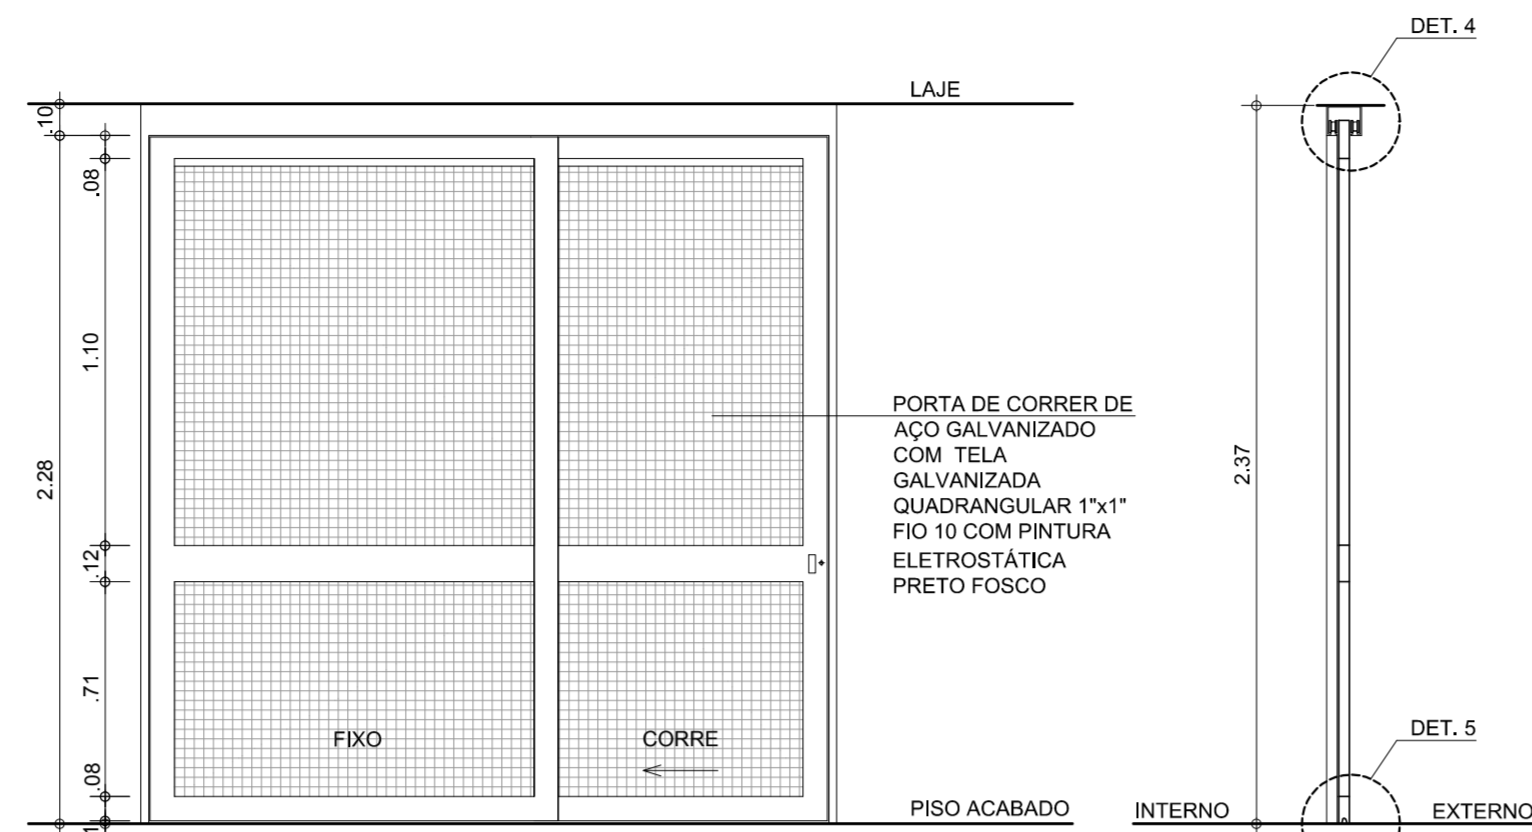 DET. 4
LAJE
.10
.08
1.10
2.28
2.37
PORTA DE CORRER DE
AÇO GALVANIZADO
COM TELA
GALVANIZADA
QUADRANGULAR 1"x1"
FIO 10 COM PINTURA
ELETROSTÁTICA
PRETO FOSCO
.12
.71
FIXO
CORRE
DET. 5
.08
PISO ACABADO
INTERNO
EXTERNO